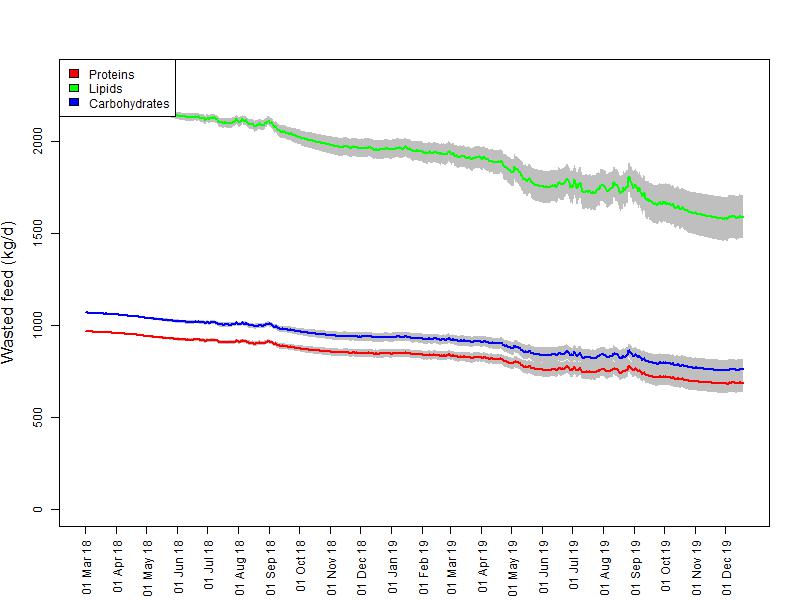 Proteins
Lipids
Carbohydrates
Wasted feed (kg/d)
2000
1500
1000
500
0
01 Mar 18
01 Apr 18
01 May 18
01 Jun 18
01 Jul 18
01 Aug 18
01 Sep 18
01 Oct 18
01 Nov 18
01 Dec 18
01 Jan 19
01 Feb 19
01 Mar 19
01 Apr 19
01 May 19
01 Jun 19
01 Jul 19
01 Aug 19
01 Sep 19
01 Oct 19
01 Nov 19
01 Dec 19